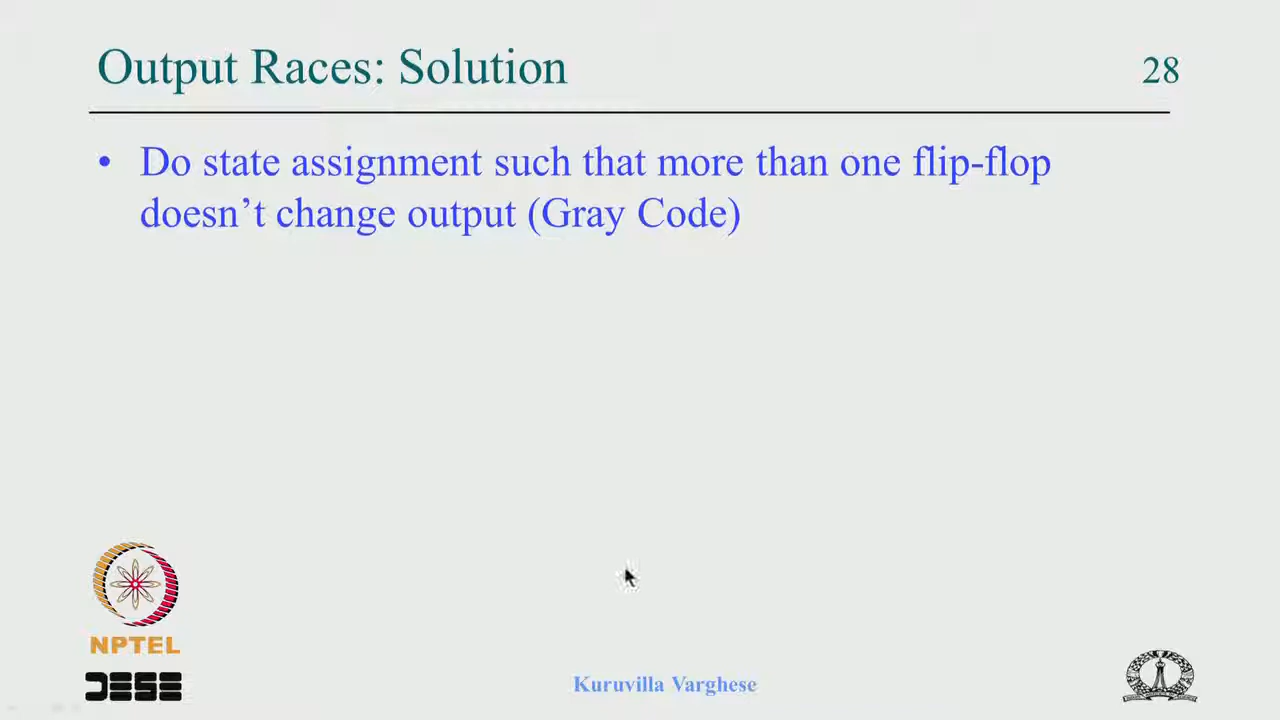 Output Races: Solution
28
• Do state assignment such that more than one flip-flop
doesn't change output (Gray Code)
NPTEL
DESE
Kuruvilla Varghese